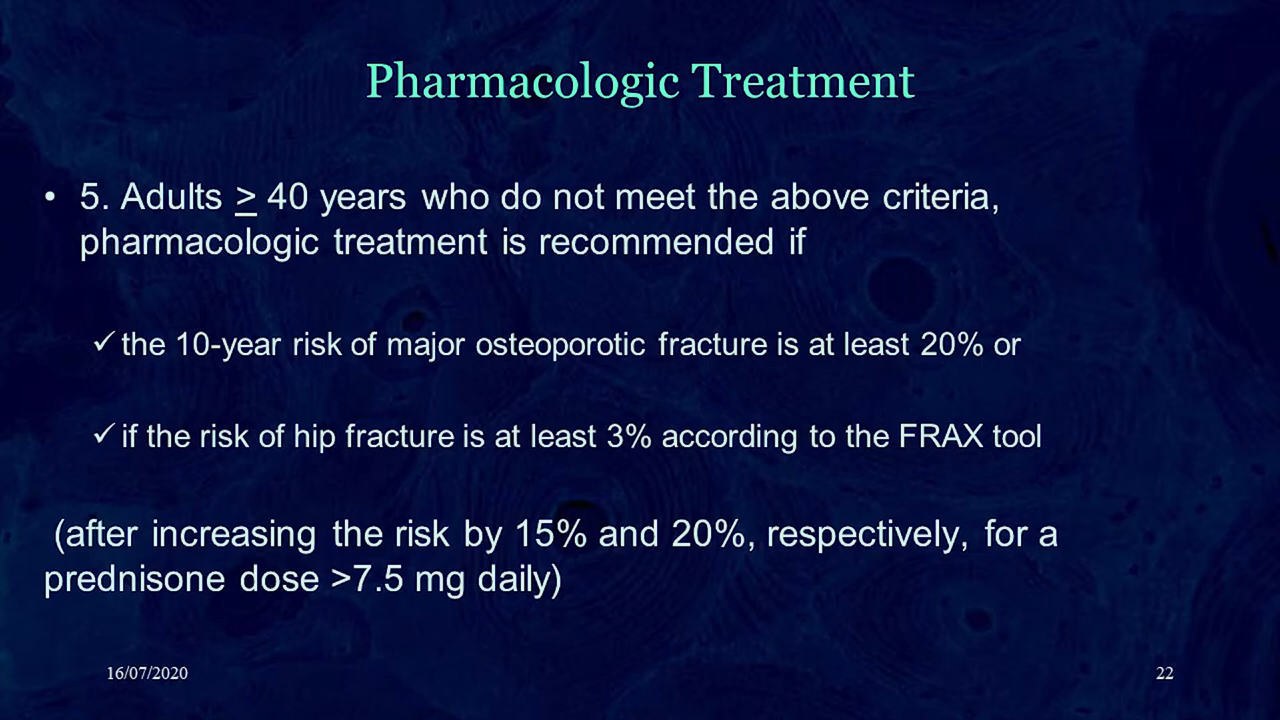 Pharmacologic Treatment
• 5. Adults ≥ 40 years who do not meet the above criteria,
pharmacologic treatment is recommended if
✓ the 10-year risk of major osteoporotic fracture is at least 20% or
✓ if the risk of hip fracture is at least 3% according to the FRAX tool
(after increasing the risk by 15% and 20%, respectively, for a
prednisone dose >7.5 mg daily)
16/07/2020
22